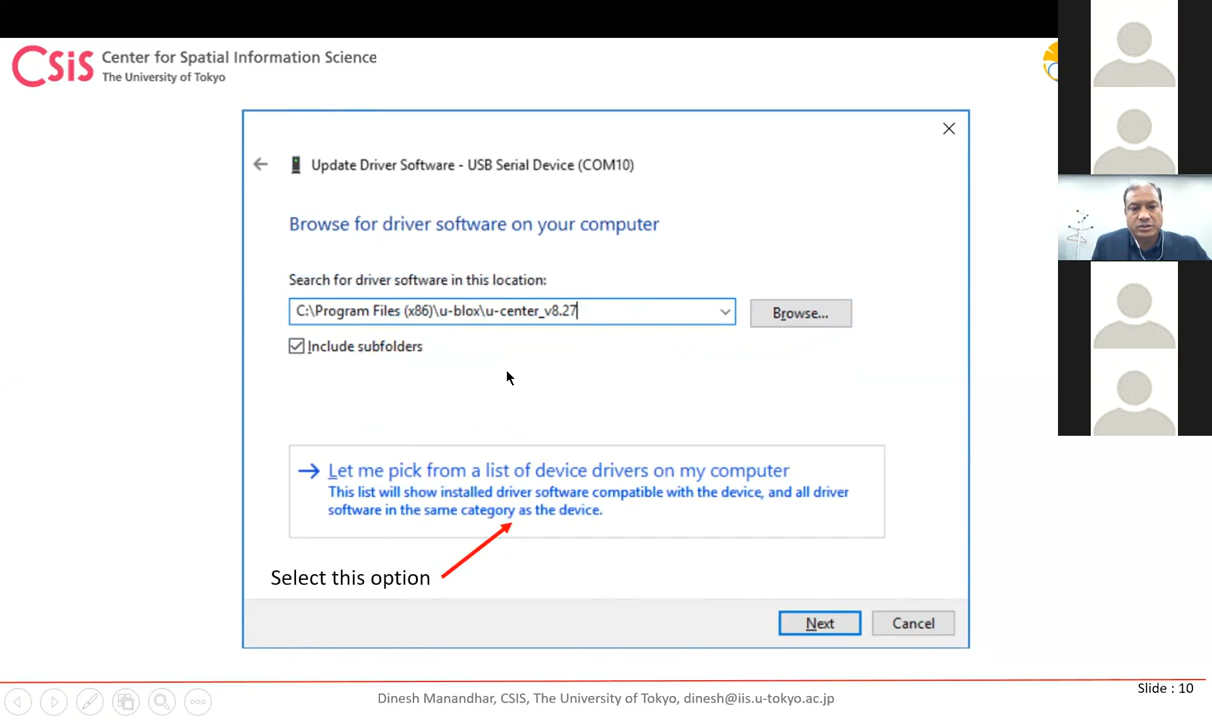 CSiS Center for Spatial Information Science
The University of Tokyo
Update Driver Software - USB Serial Device (COM10)
Browse for driver software on your computer
Search for driver software in this location:
C:\Program Files (x86)\u-blox\u-center_v8.27
Browse...
Include subfolders
Let me pick from a list of device drivers on my computer
This list will show installed driver software compatible with the device, and all driver
software in the same category as the device.
Select this option
Next
Cancel
Slide : 10
Dinesh Manandhar, CSIS, The University of Tokyo, dinesh@iis.u-tokyo.ac.jp